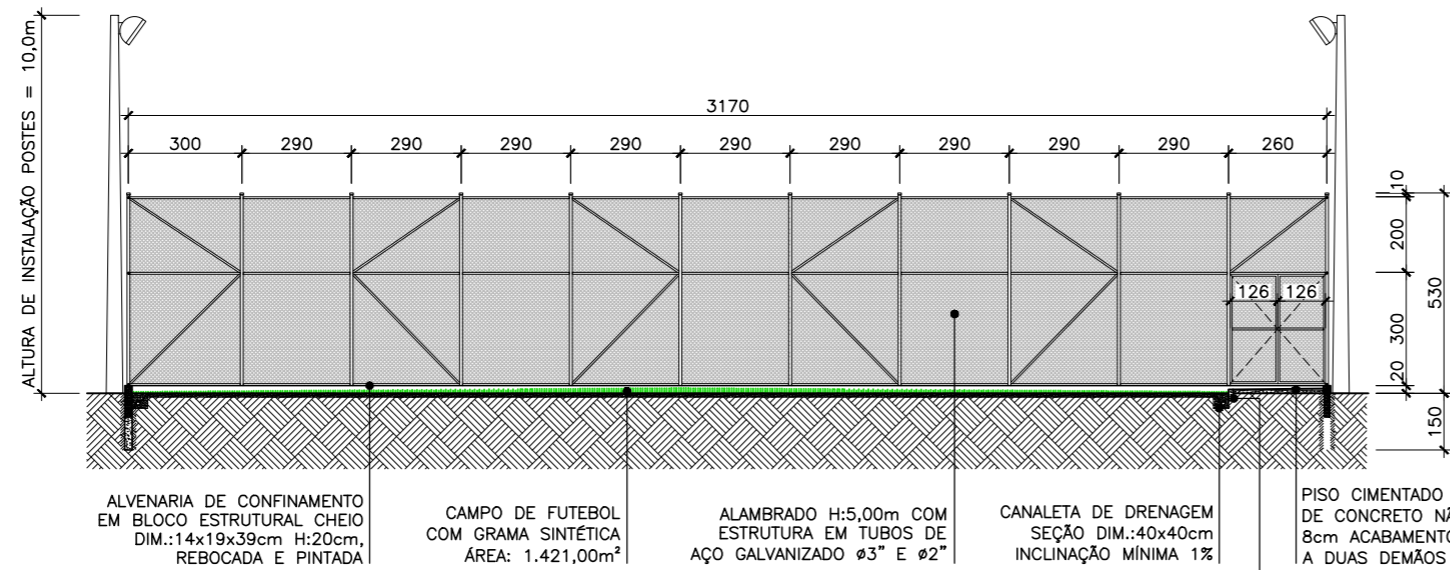 ALTURA DE INSTALAÇÃO POSTES = 10,0m
3170
300 290 290 290 290 290 290 290 290 290 260
10
200
300
20
530
150
126 126
ALVENARIA DE CONFINAMENTO
EM BLOCO ESTRUTURAL CHEIO
DIM.:14x19x39cm H:20cm,
REBOCADA E PINTADA
CAMPO DE FUTEBOL
COM GRAMA SINTÉTICA
ÁREA: 1.421,00m²
ALAMBRADO H:5,00m COM
ESTRUTURA EM TUBOS DE
AÇO GALVANIZADO ø3" E ø2"
CANALETA DE DRENAGEM
SEÇÃO DIM.:40x40cm
INCLINAÇÃO MÍNIMA 1%
PISO CIMENTADO
DE CONCRETO
8cm ACABAMENTO
A DUAS DEMÃOS